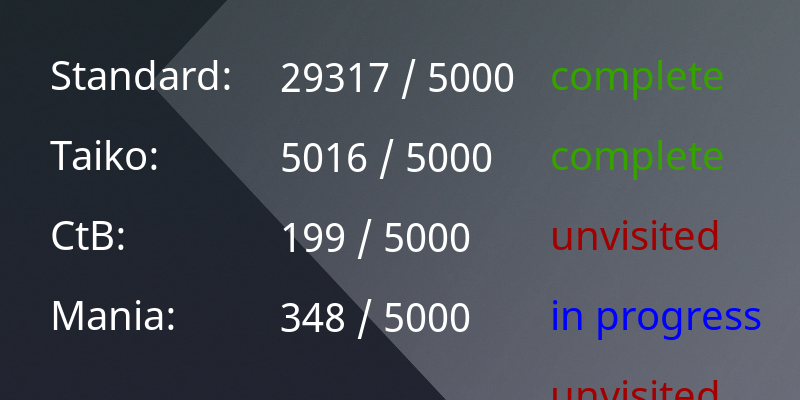 Standard: 29317 / 5000 complete
Taiko: 5016 / 5000 complete
CtB: 199 / 5000 unvisited
Mania: 348 / 5000 in progress
unvisited